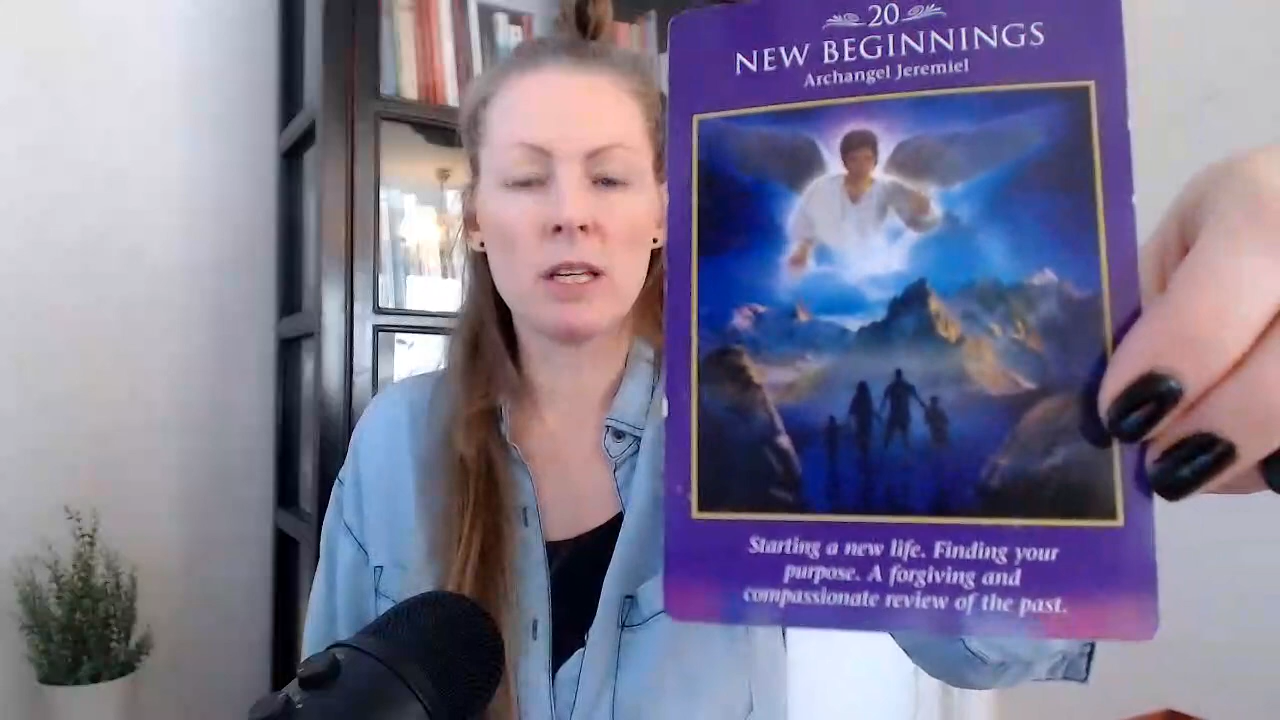 20
NEW BEGINNINGS
Archangel Jeremiel
Starting a new life. Finding your
purpose. A forgiving and
compassionate review of the past.